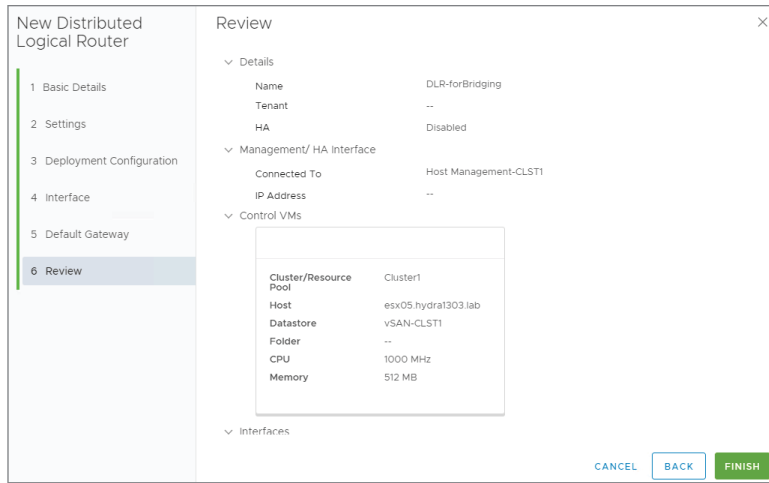 New Distributed
Logical Router
1 Basic Details
2 Settings
3 Deployment Configuration
4 Interface
5 Default Gateway
6 Review
Review
Details
Name DLR-forBridging
Tenant --
HA Disabled
Management/ HA Interface
Connected To Host Management-CLST1
IP Address --
Control VMs
Cluster/Resource Cluster1
Pool
Host esx05.hydra1303.lab
Datastore vSAN-CLST1
Folder --
CPU 1000 MHz
Memory 512 MB
Interfaces
CANCEL BACK FINISH